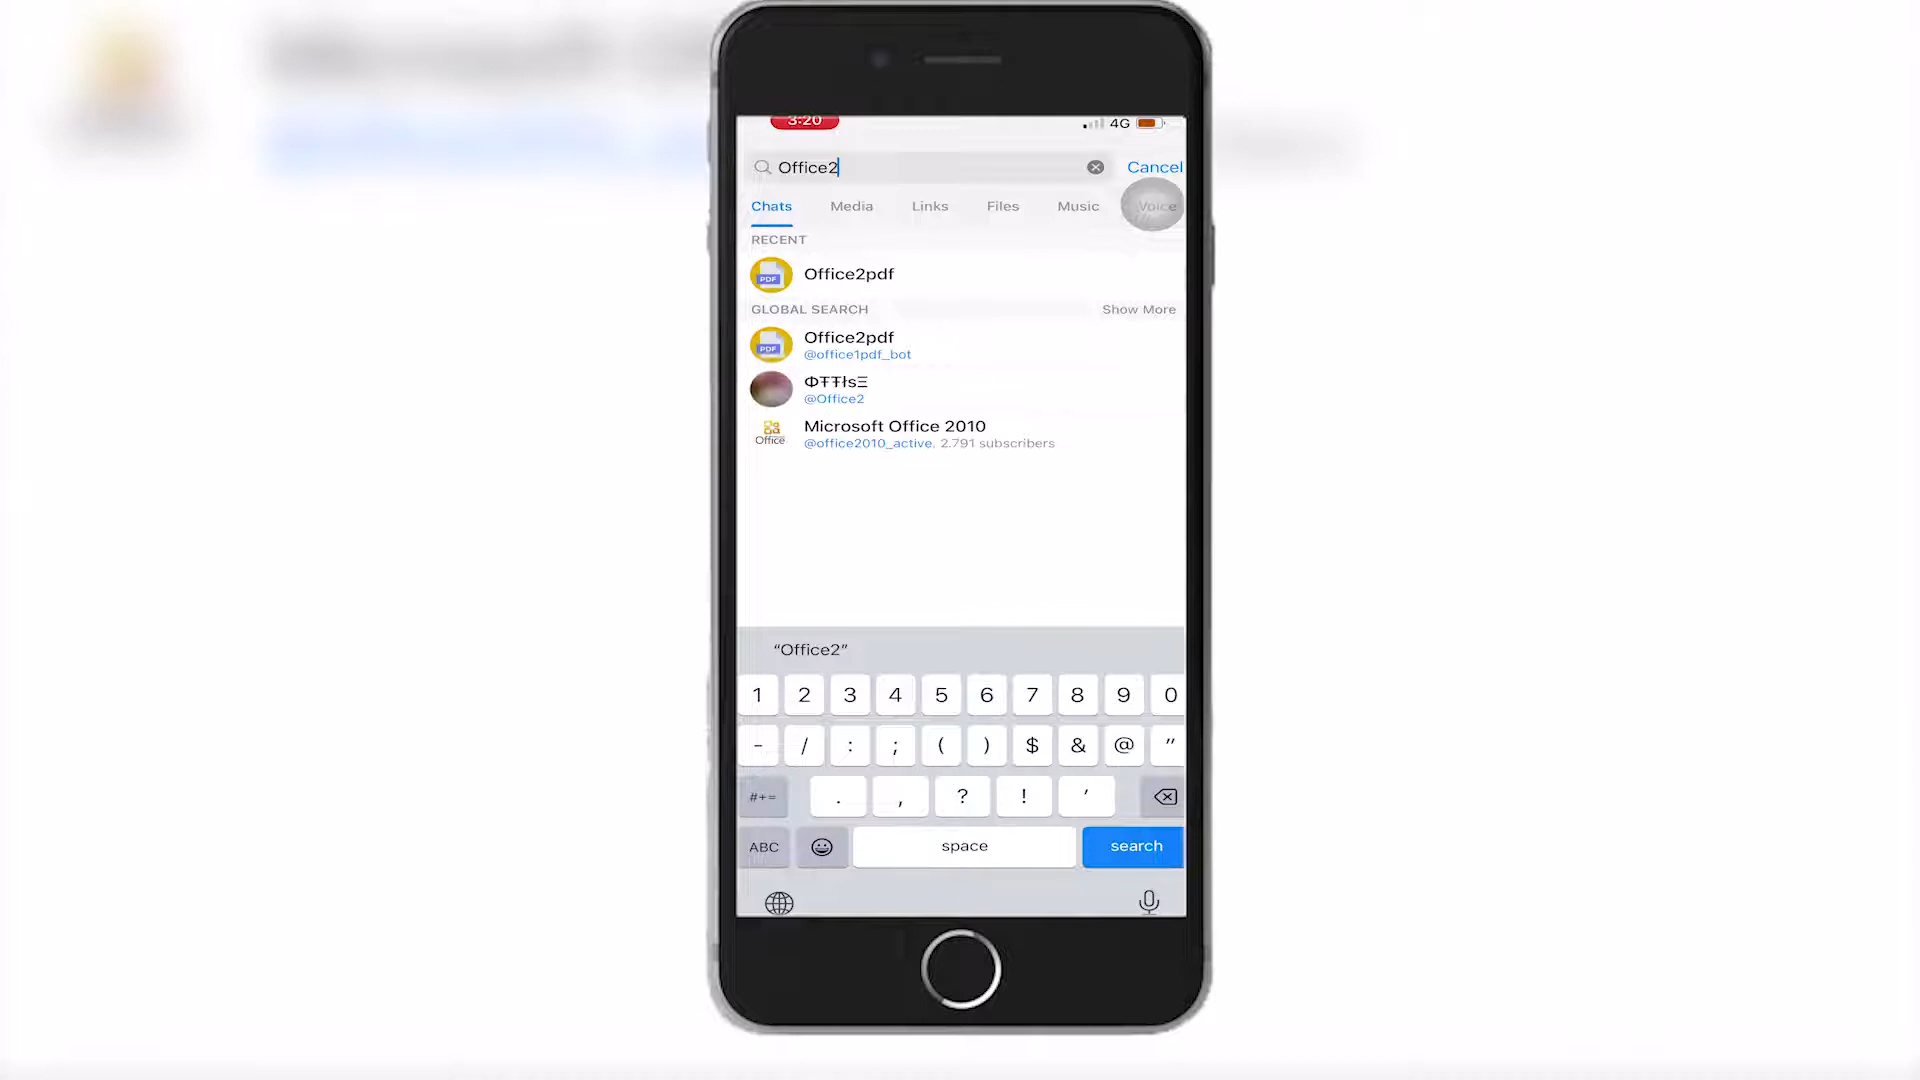 3:20 4G
Office2 Cancel
Chats Media Links Files Music Voice
RECENT
PDF Office2pdf
GLOBAL SEARCH Show More
PDF Office2pdf
@office1pdf_bot
ΦŦŦłsΞ
@Office2
Office Microsoft Office 2010
@office2010_active, 2.791 subscribers
“Office2”
1 2 3 4 5 6 7 8 9 0
- / : ; ( ) $ & @ ”
#+= . , ? ! ’
ABC space search